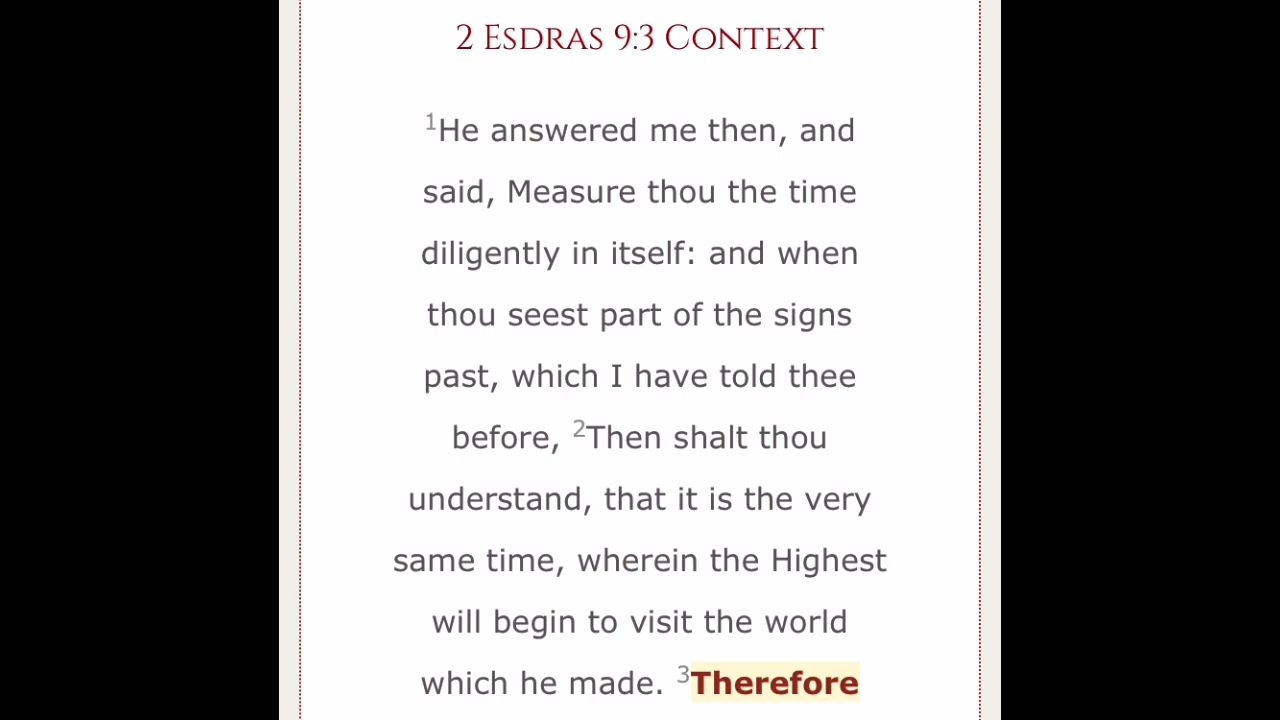 2 Esdras 9:3 Context
1He answered me then, and
said, Measure thou the time
diligently in itself: and when
thou seest part of the signs
past, which I have told thee
before, 2Then shalt thou
understand, that it is the very
same time, wherein the Highest
will begin to visit the world
which he made. 3Therefore